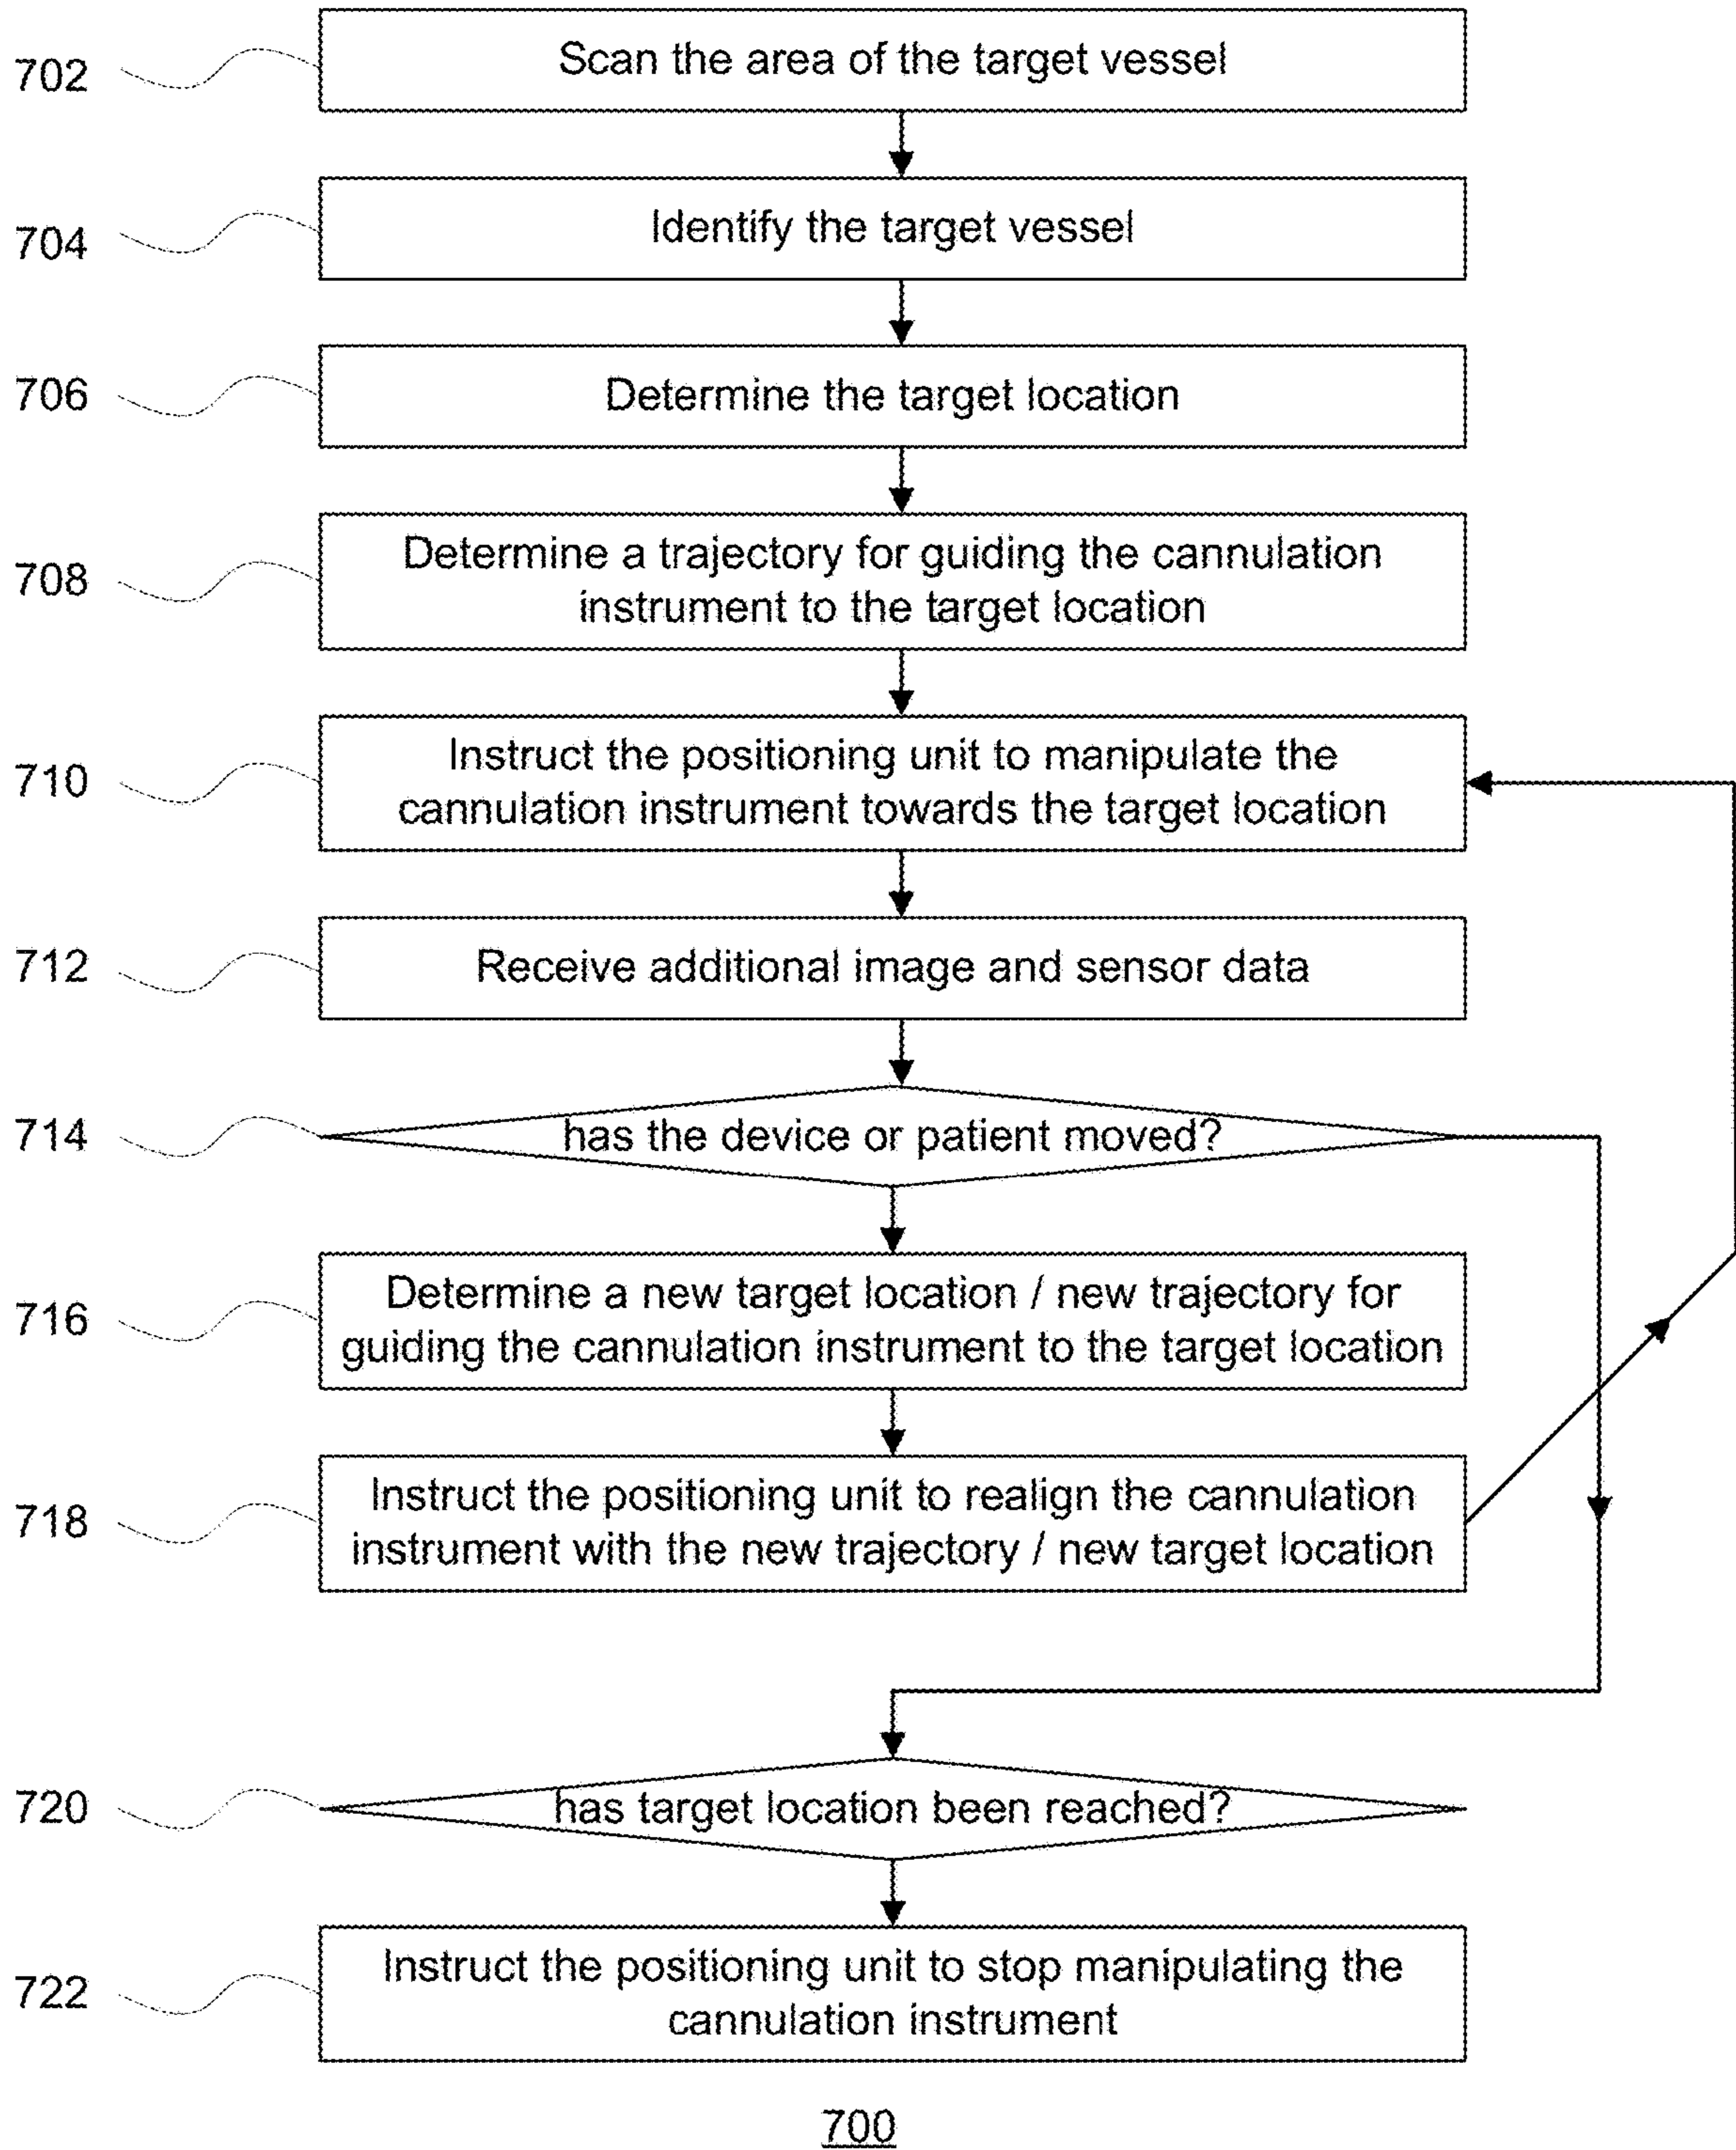 702
Scan the area of the target vessel
704
Identify the target vessel
706
Determine the target location
708
Determine a trajectory for guiding the cannulation
instrument to the target location
710
Instruct the positioning unit to manipulate the
cannulation instrument towards the target location
712
Receive additional image and sensor data
714
has the device or patient moved?
716
Determine a new target location / new trajectory for
guiding the cannulation instrument to the target location
718
Instruct the positioning unit to realign the cannulation
instrument with the new trajectory / new target location
720
has target location been reached?
722
Instruct the positioning unit to stop manipulating the
cannulation instrument
700